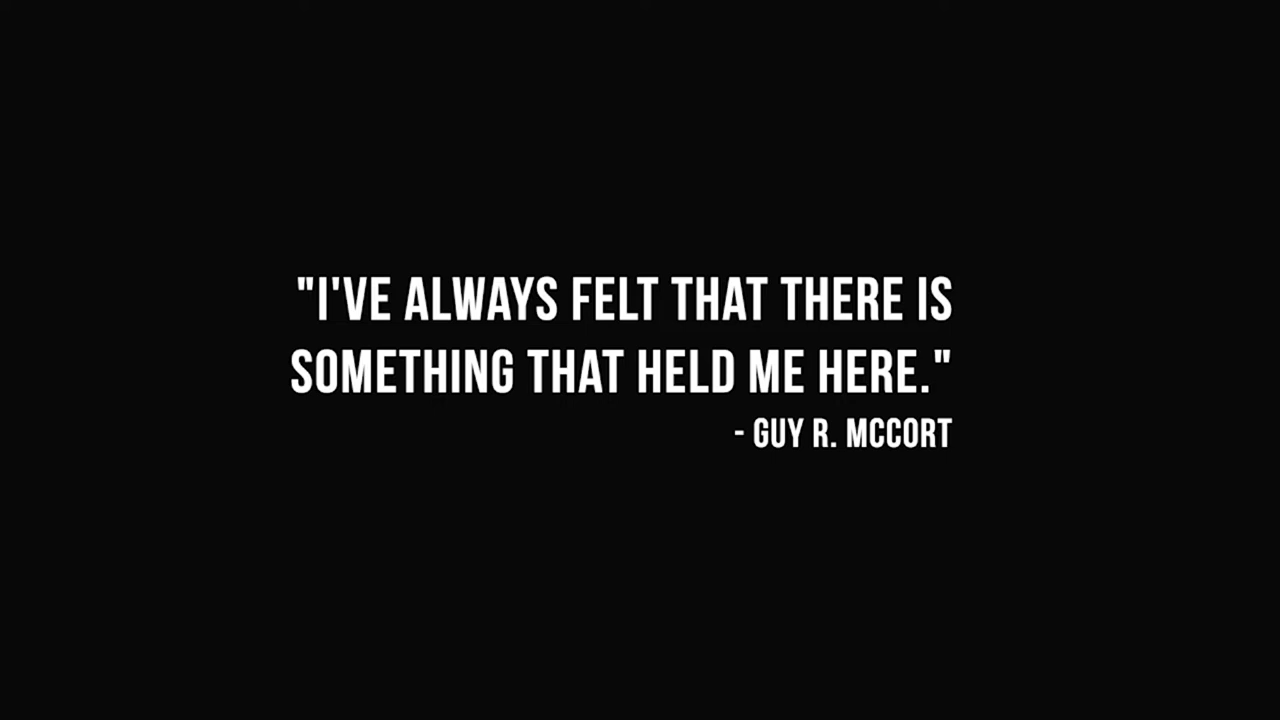 "I'VE ALWAYS FELT THAT THERE IS
SOMETHING THAT HELD ME HERE."
- GUY R. MCCORT